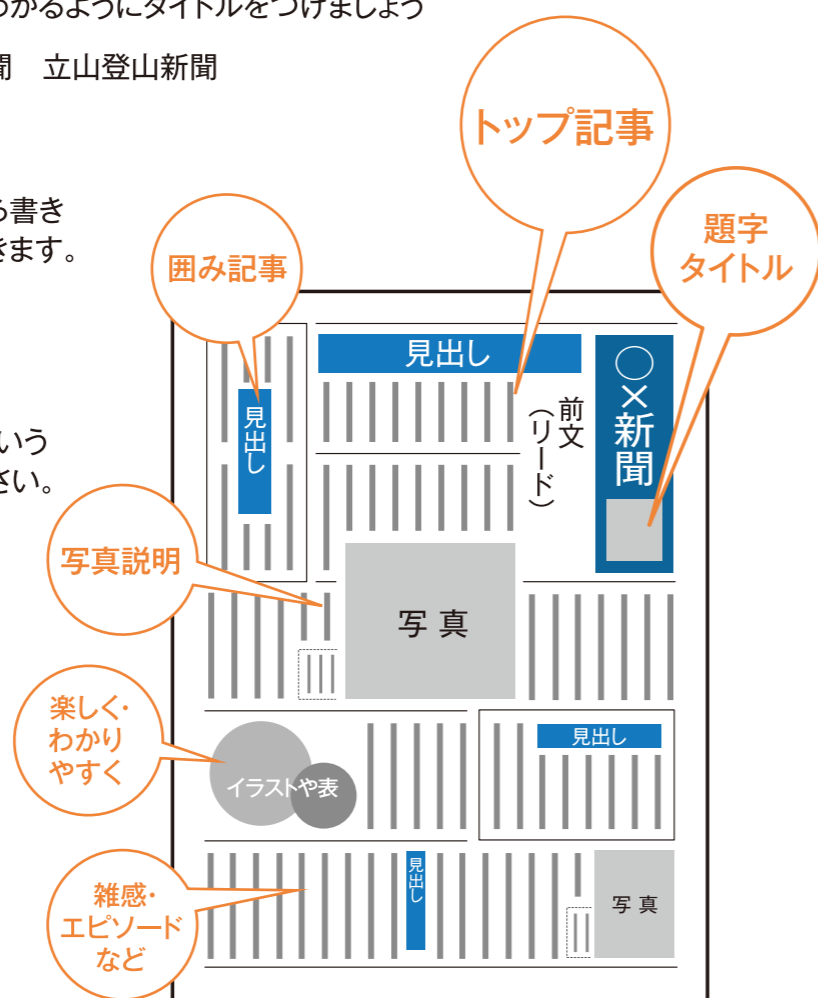 わかるようにタイトルをつけましょう
聞　立山登山新聞
る書き
きます。
いう
さい。
トップ記事
題字
タイトル
囲み記事
見出し
○×新聞
前文
（リード）
見出し
写真説明
写 真
楽しく・
わかり
やすく
イラストや表
見出し
雑感・
エピソード
など
見出し
写 真